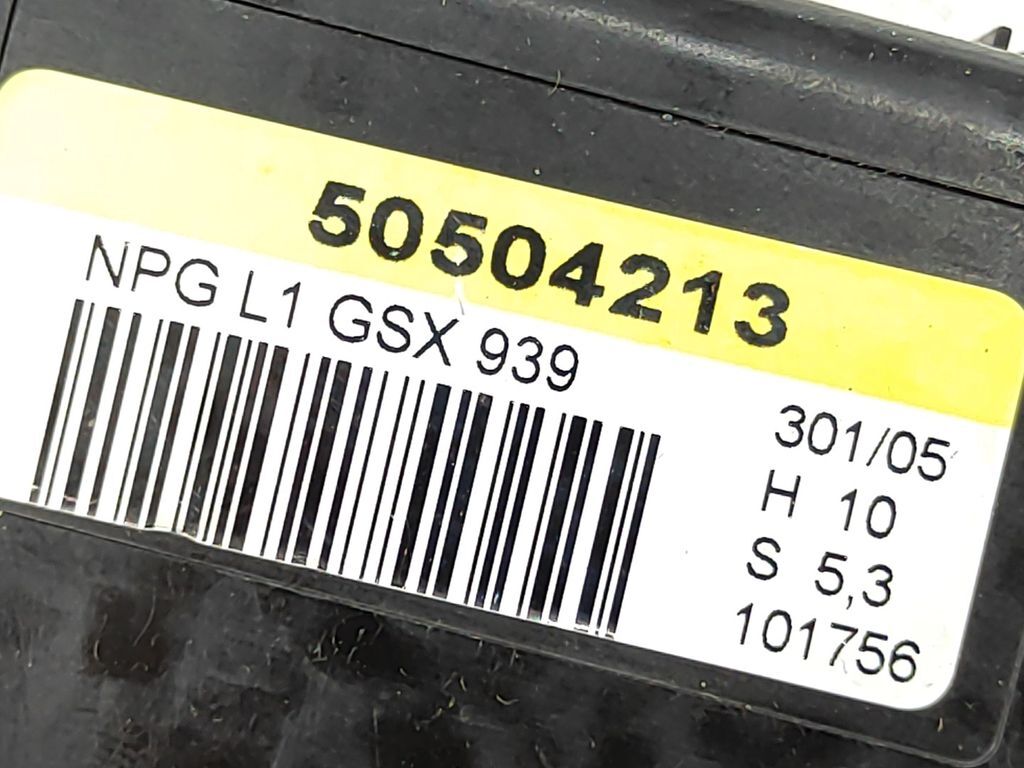 50504213
NPG L1 GSX 939
301/05
H 10
S 5,3
101756